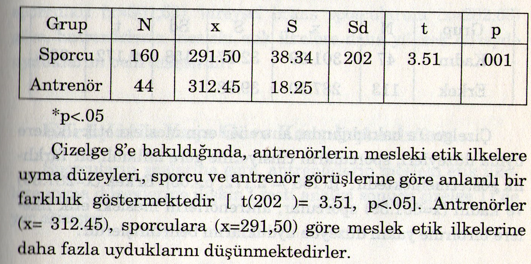 Grup N x S Sd t p
Sporcu 160 291.50 38.34 202 3.51 .001
Antrenör 44 312.45 18.25
*p<.05
Çizelge 8'e bakıldığında, antrenörlerin mesleki etik ilkelere
uyma düzeyleri, sporcu ve antrenör görüşlerine göre anlamlı bir
farklılık göstermektedir [ t(202 )= 3.51, p<.05]. Antrenörler
(x= 312.45), sporculara (x=291,50) göre meslek etik ilkelerine
daha fazla uyduklarını düşünmektedirler.